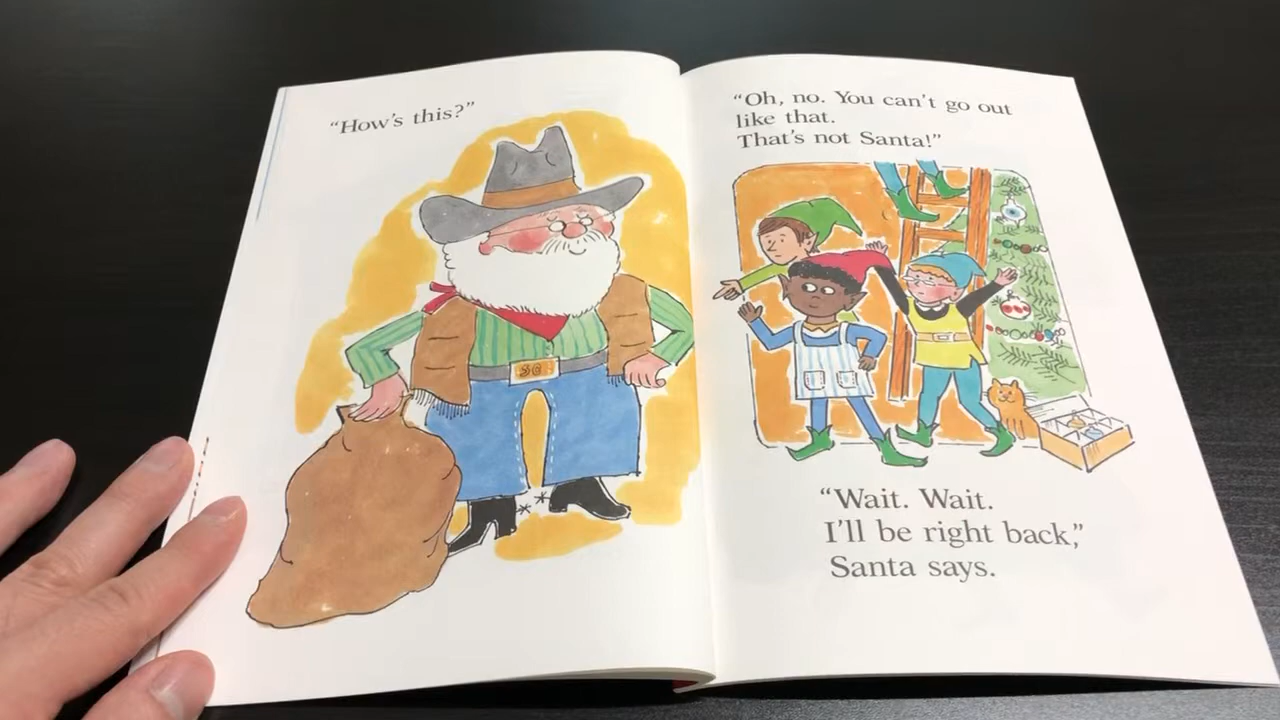 “How's this?”
“Oh, no. You can't go out
like that.
That's not Santa!”
“Wait. Wait.
I'll be right back,”
Santa says.